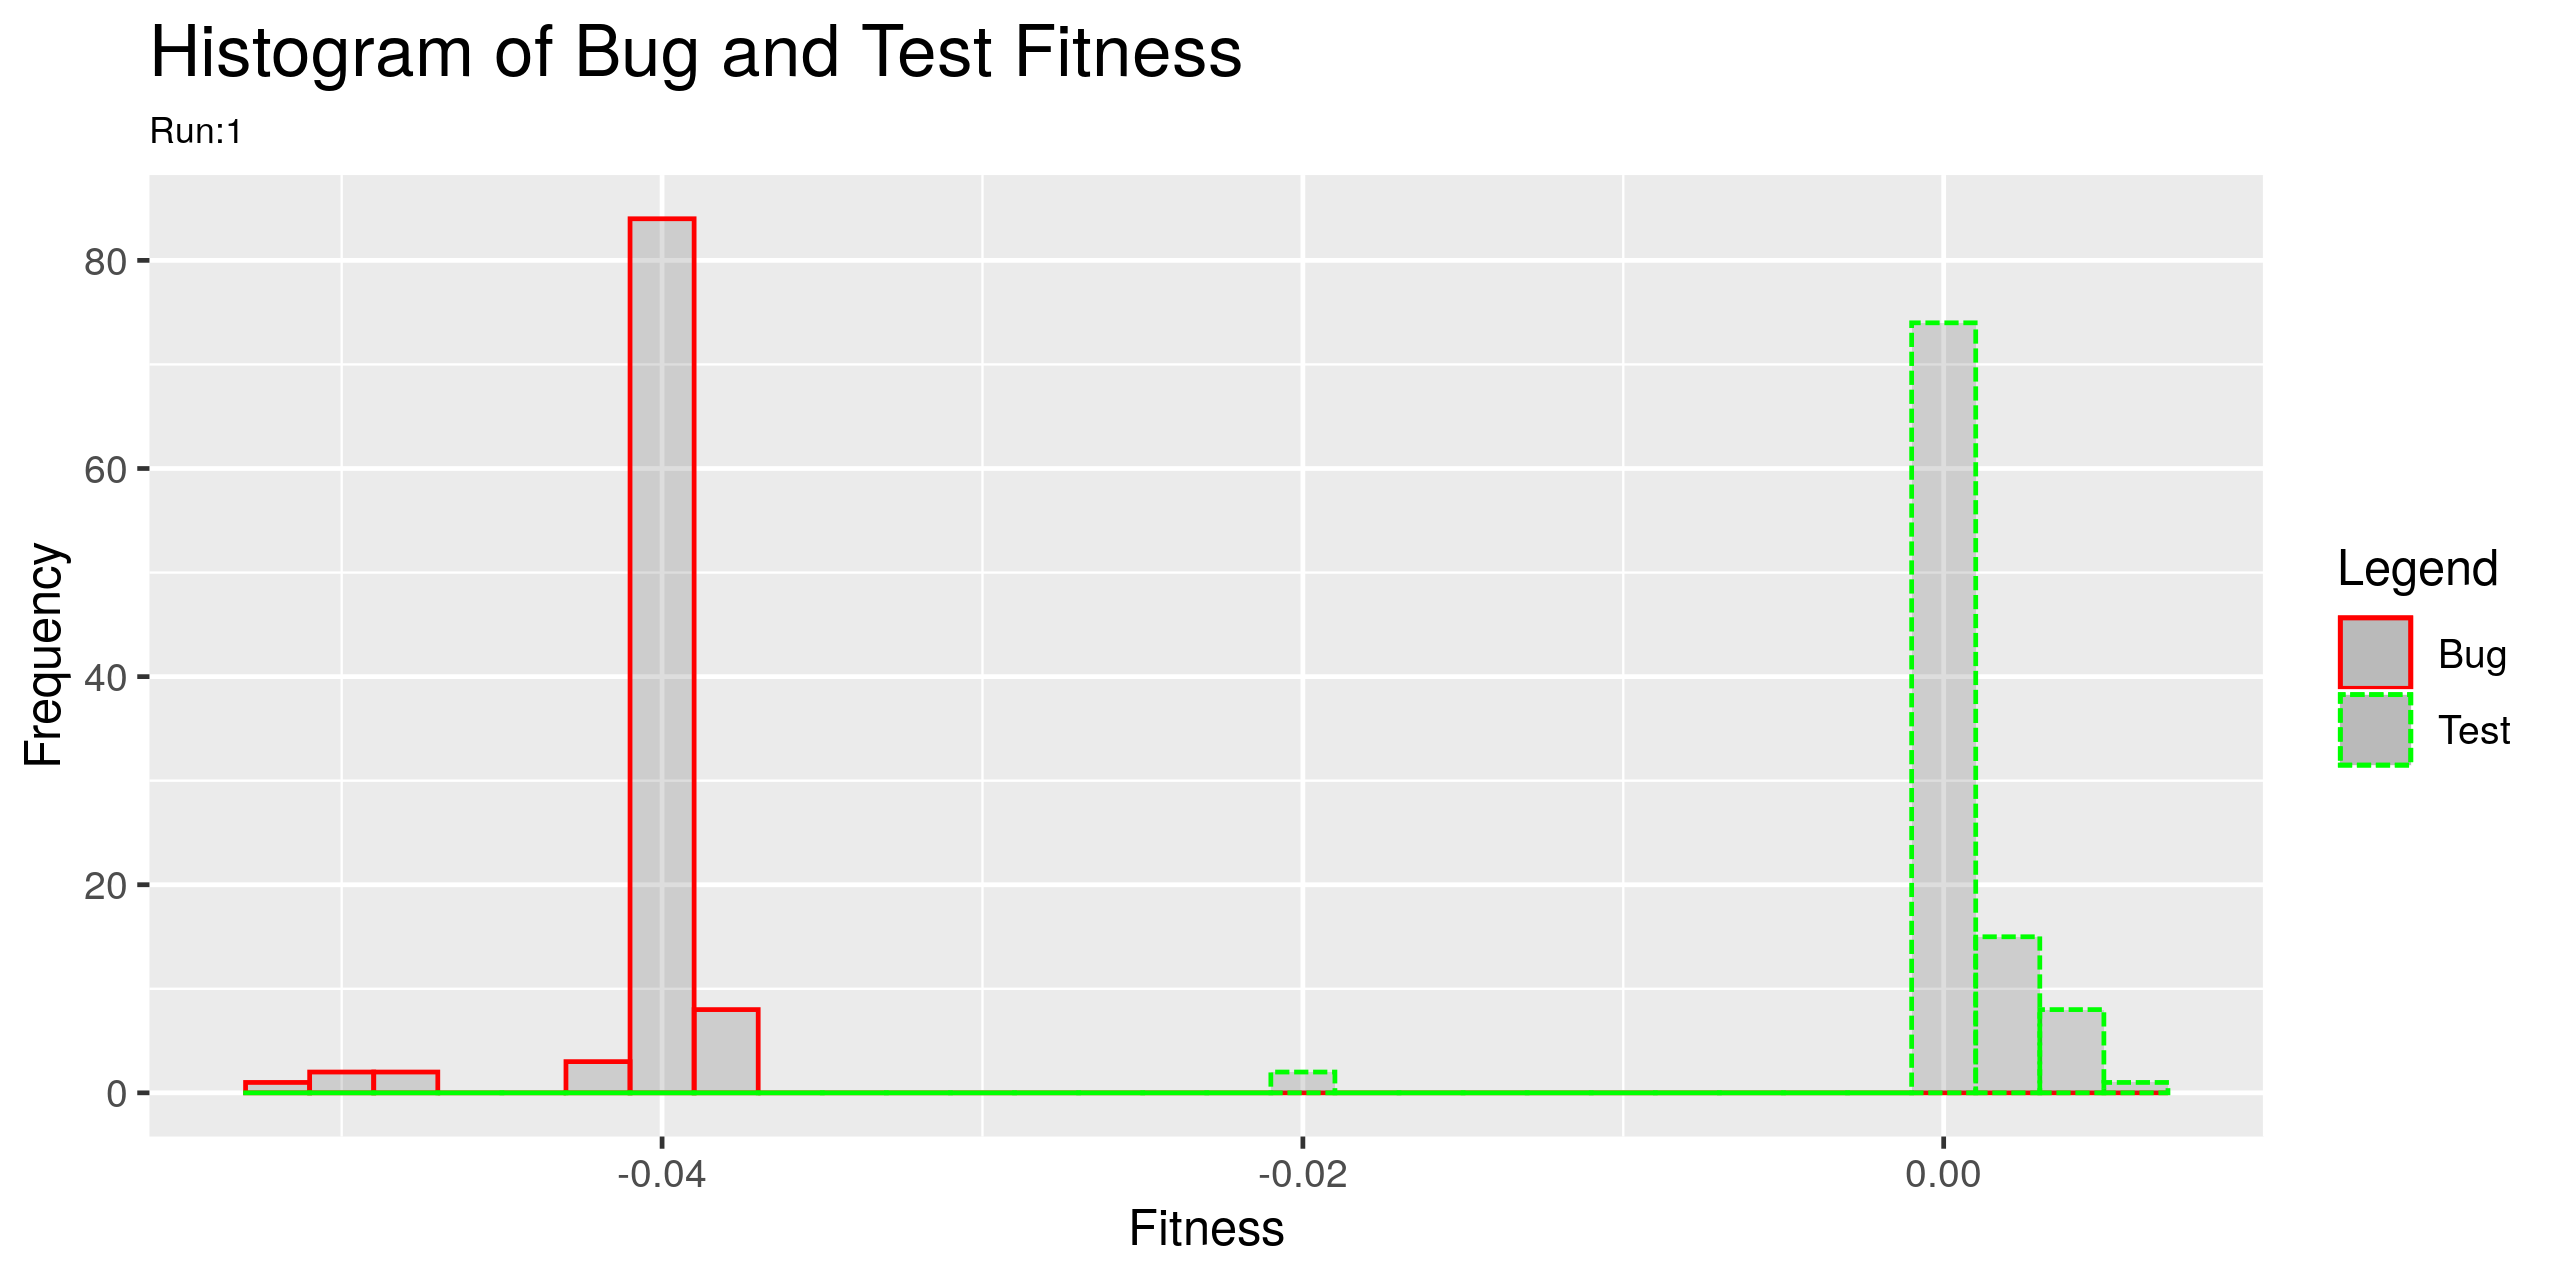 Histogram of Bug and Test Fitness
Run:1
Frequency
80
60
40
20
0
-0.04
-0.02
0.00
Fitness
Legend
Bug
Test